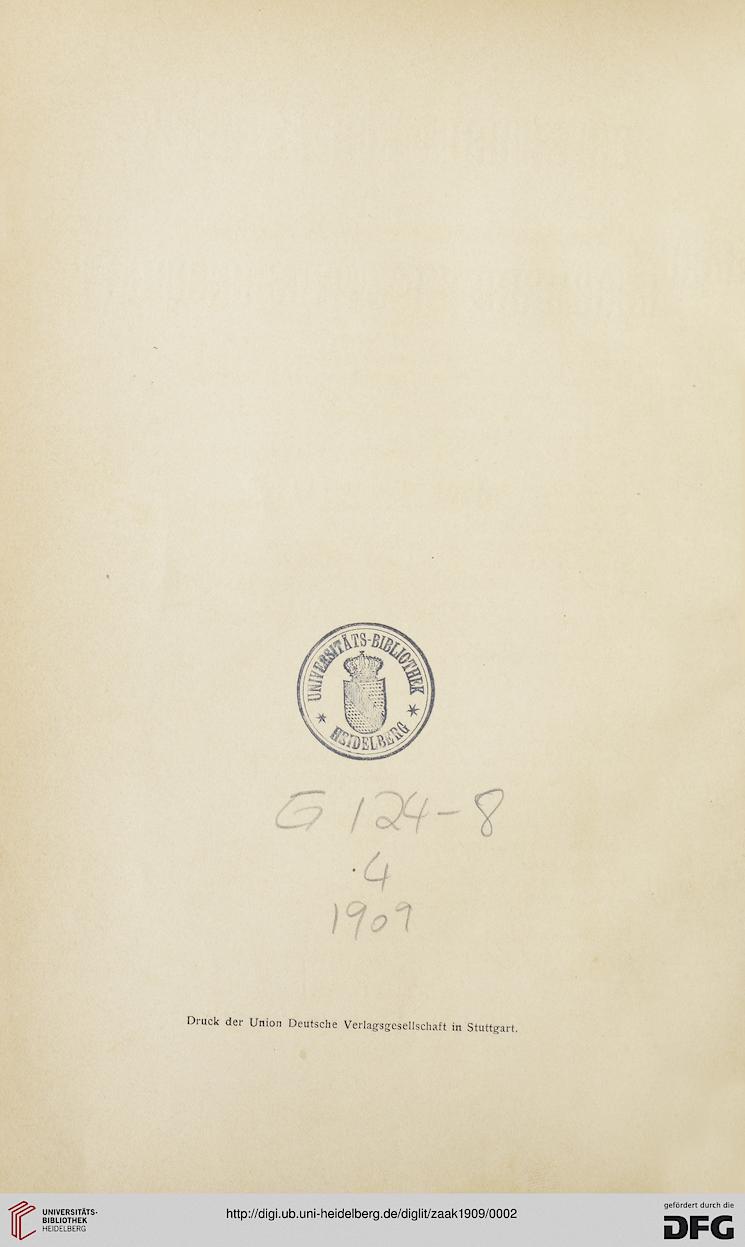 UNIVERSITÄTS-BIBLIOTHEK
* HEIDELBERG *
G 124-8
.4
1909
Druck der Union Deutsche Verlagsgesellschaft in Stuttgart.
UNIVERSITÄTS-
BIBLIOTHEK
HEIDELBERG
http://digi.ub.uni-heidelberg.de/diglit/zaak1909/0002
gefördert durch die
DFG